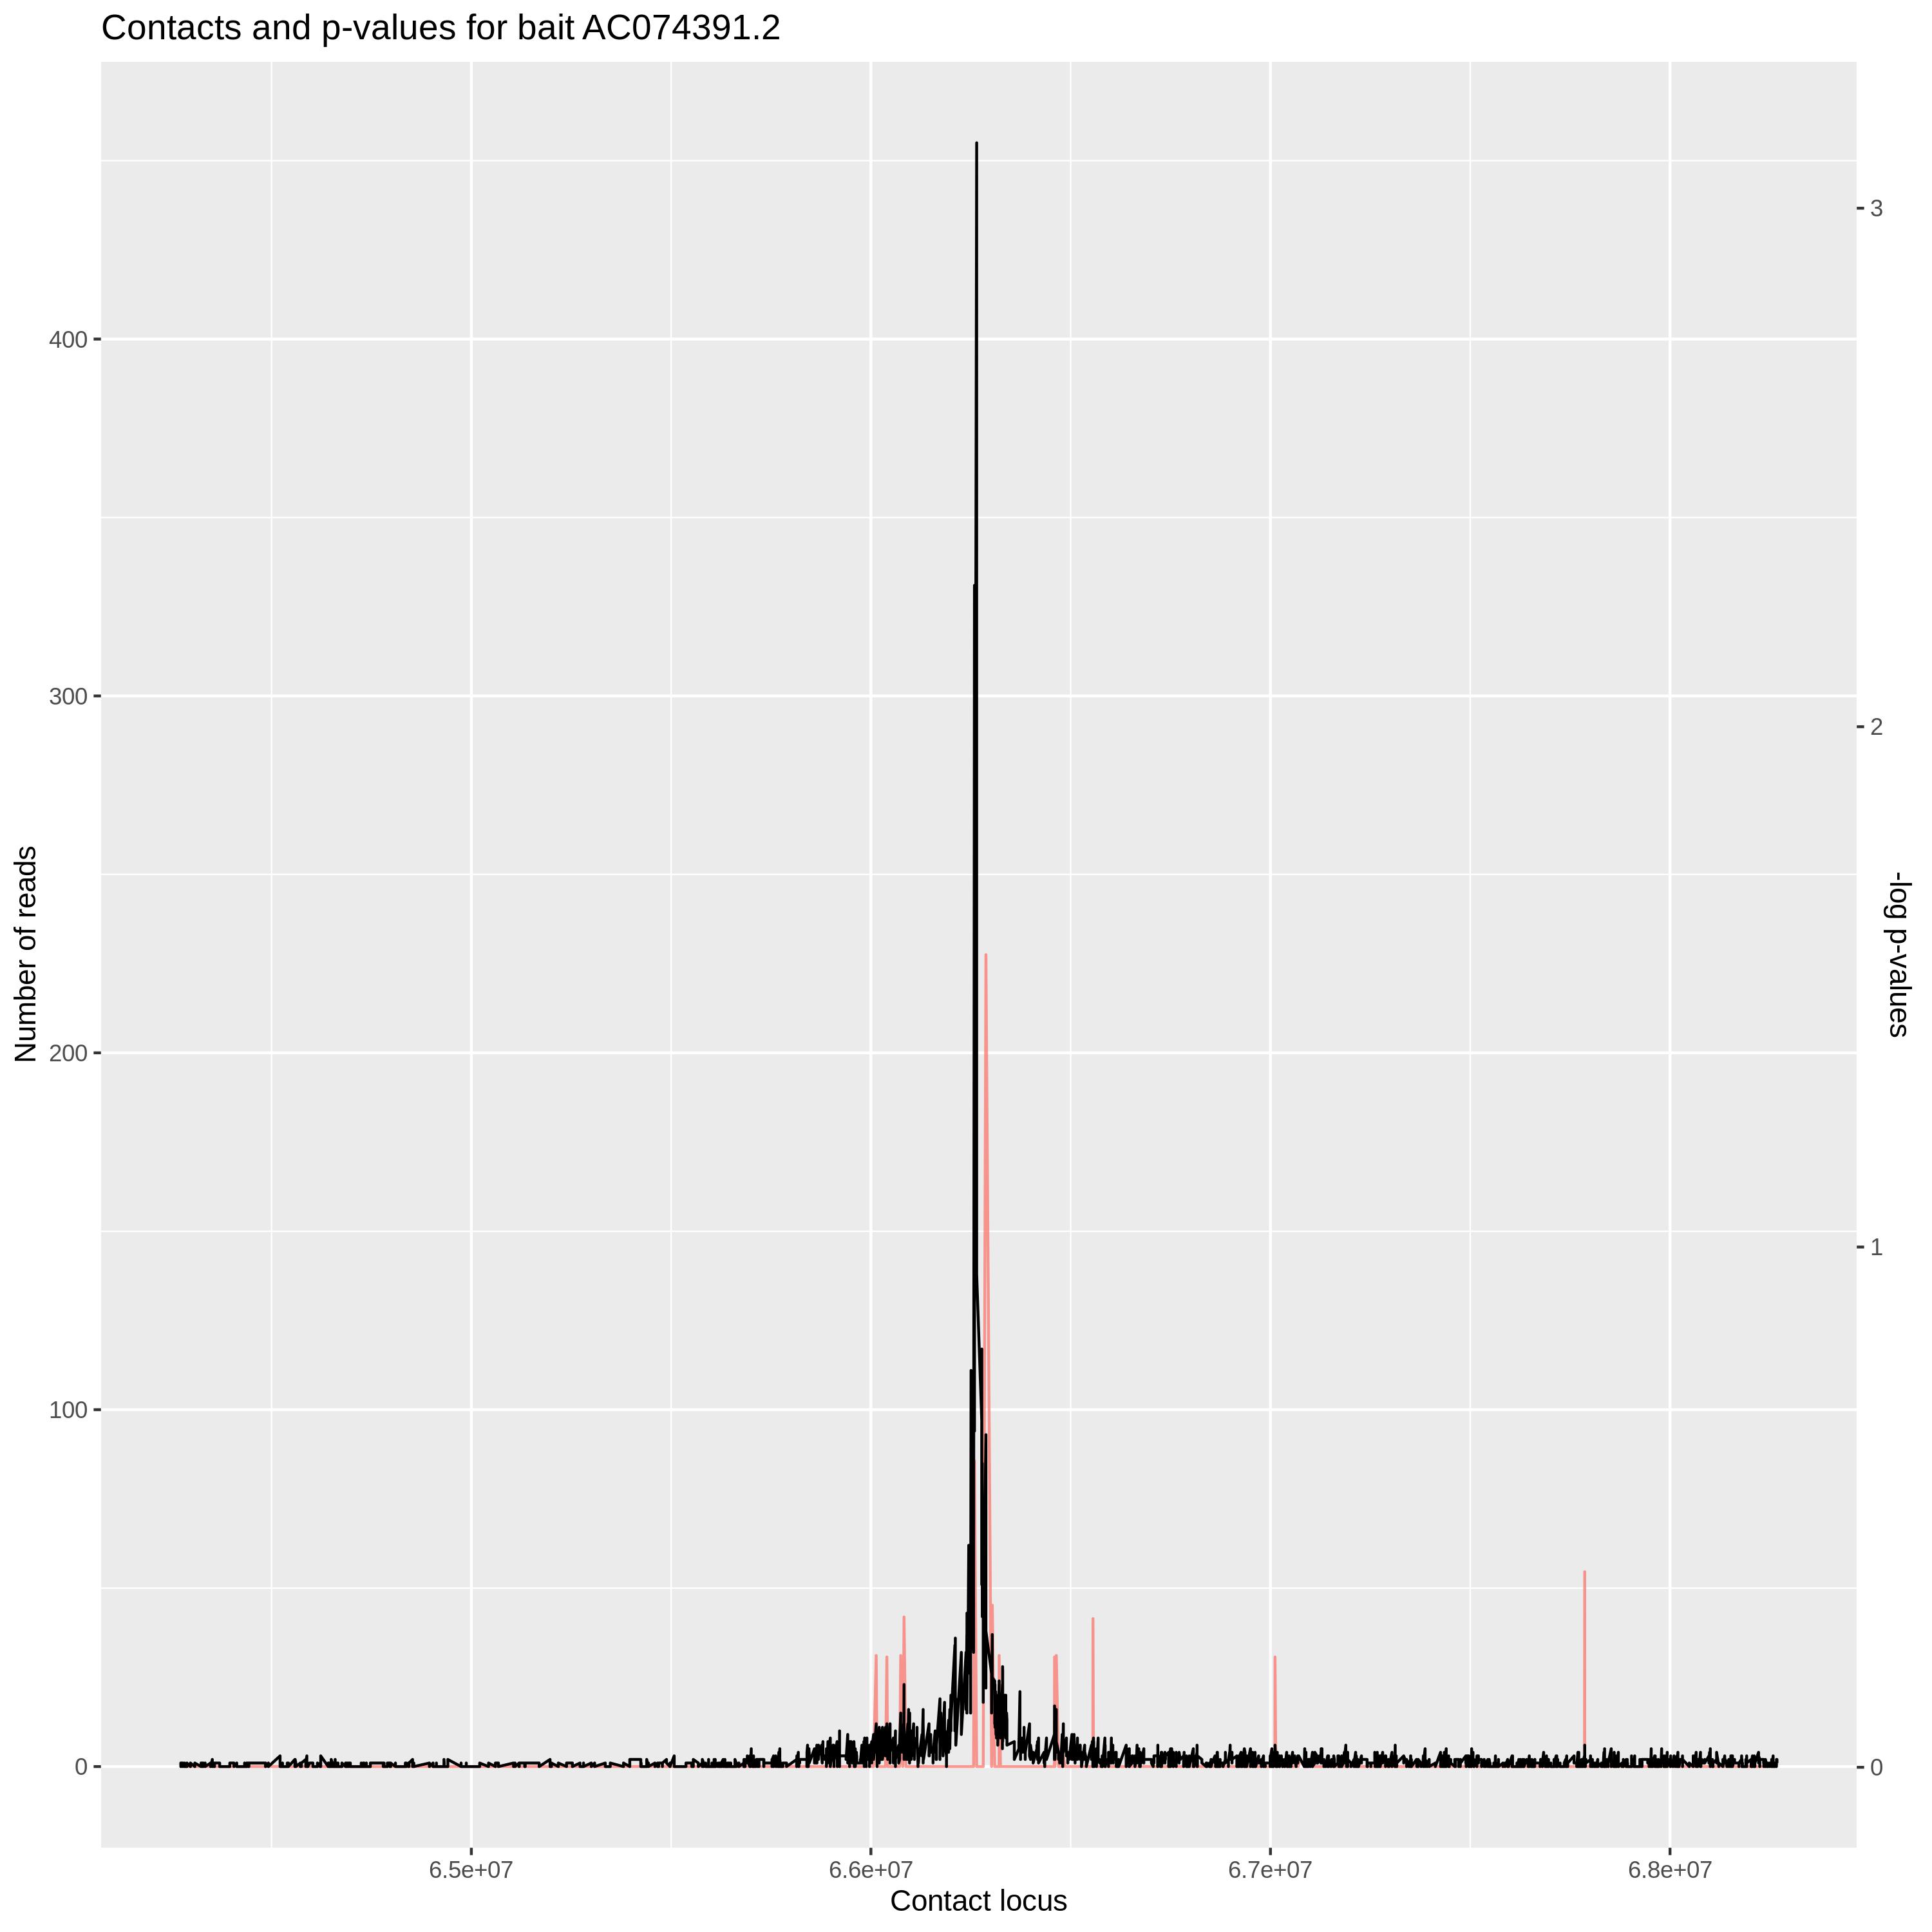 Contacts and p-values for bait AC074391.2
400
300
200
100
0
Number of reads
3
2
1
0
-log p-values
6.5e+07
6.6e+07
6.7e+07
6.8e+07
Contact locus